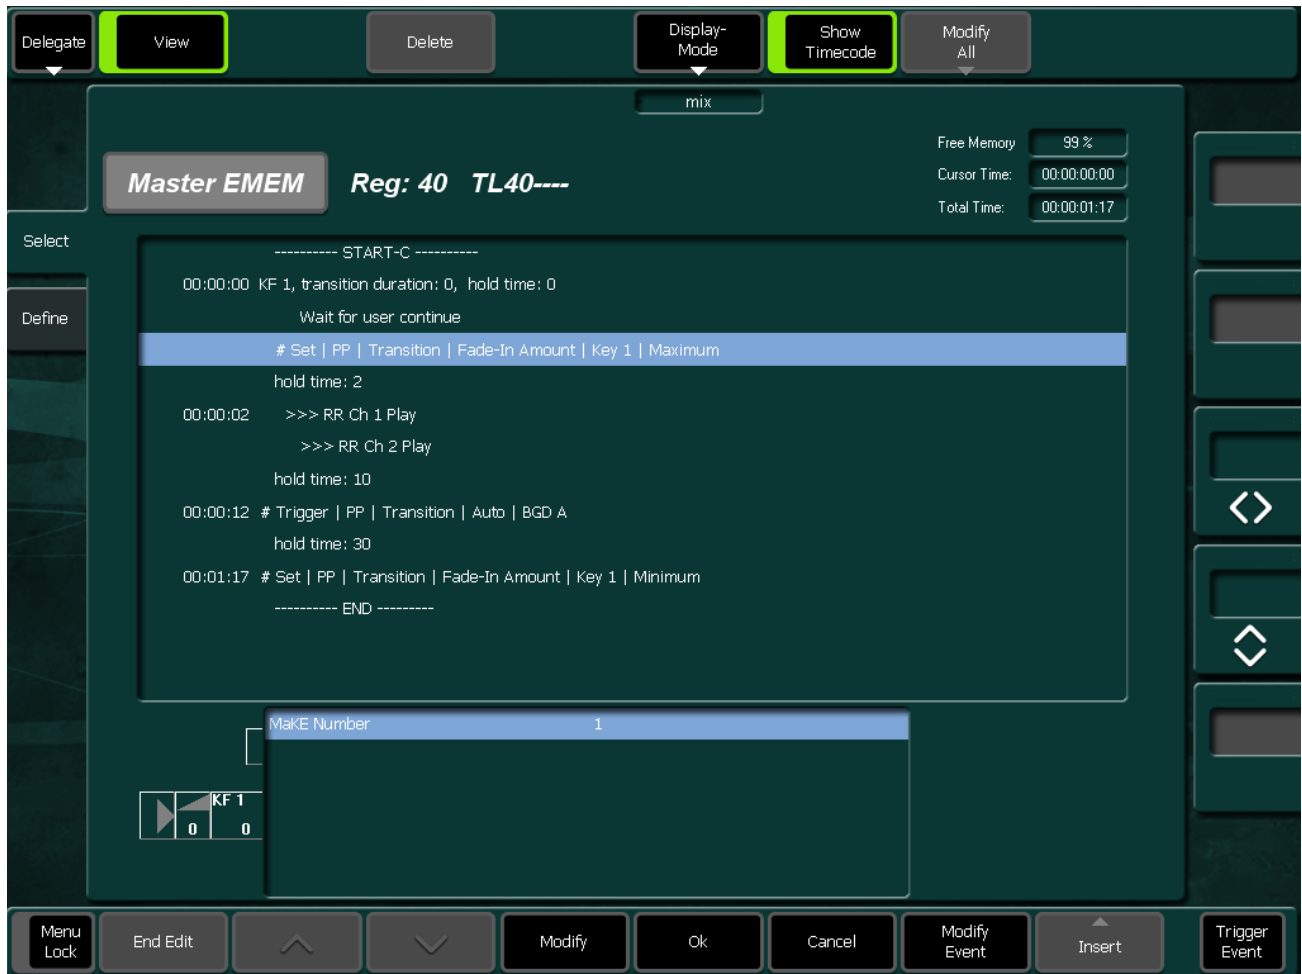 Delegate
View
Delete
Display-
Mode
Show
Timecode
Modify
All
mix
Free Memory 99 %
Master EMEM Reg: 40 TL40----
Cursor Time: 00:00:00:00
Total Time: 00:00:01:17
Select
Define
---------- START-C ----------
00:00:00 KF 1, transition duration: 0, hold time: 0
Wait for user continue
# Set | PP | Transition | Fade-In Amount | Key 1 | Maximum
hold time: 2
00:00:02 >>> RR Ch 1 Play
>>> RR Ch 2 Play
hold time: 10
00:00:12 # Trigger | PP | Transition | Auto | BGD A
hold time: 30
00:01:17 # Set | PP | Transition | Fade-In Amount | Key 1 | Minimum
---------- END ---------
MaKE Number 1
KF 1
0 0
Menu
Lock
End Edit
Modify
Ok
Cancel
Modify
Event
Insert
Trigger
Event